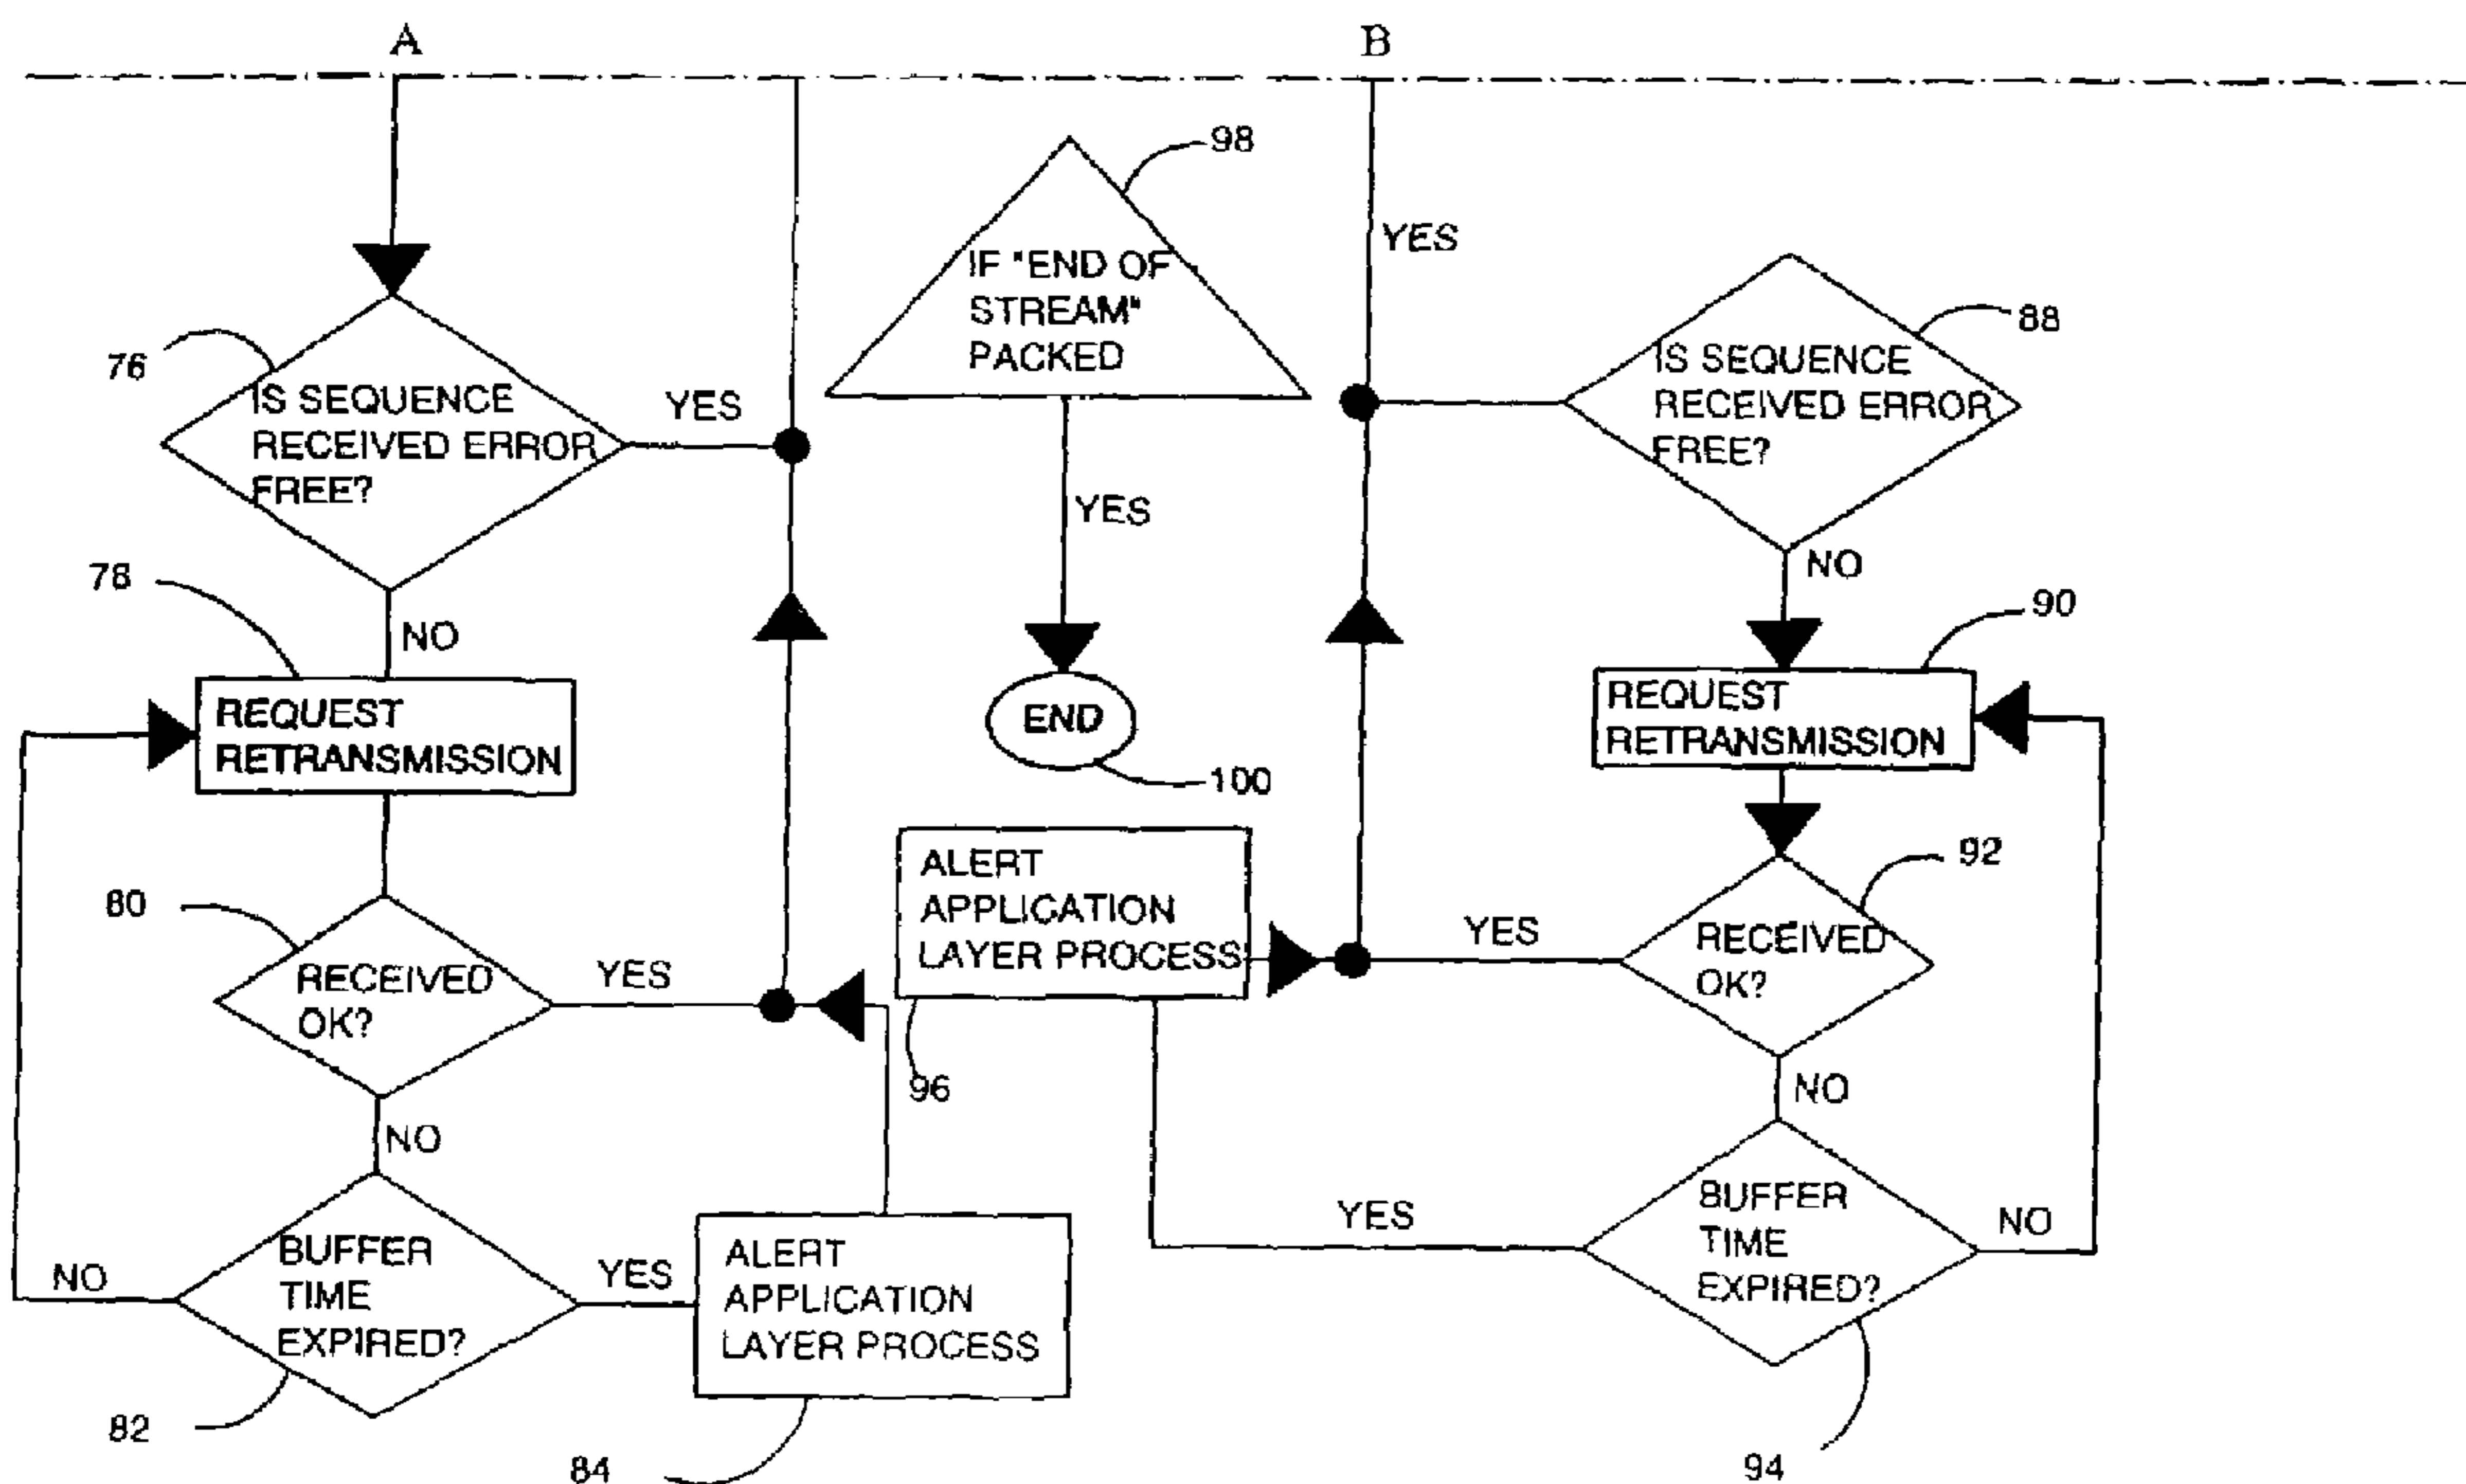 A
B
98
IF "END OF
STREAM"
PACKED
YES
END
100
76
IS SEQUENCE
RECEIVED ERROR
FREE?
YES
NO
78
REQUEST
RETRANSMISSION
80
RECEIVED
OK?
YES
NO
82
BUFFER
TIME
EXPIRED?
NO
YES
ALERT
APPLICATION
LAYER PROCESS
84
YES
88
IS SEQUENCE
RECEIVED ERROR
FREE?
NO
90
REQUEST
RETRANSMISSION
92
RECEIVED
OK?
YES
NO
BUFFER
TIME
EXPIRED?
NO
YES
94
ALERT
APPLICATION
LAYER PROCESS
96